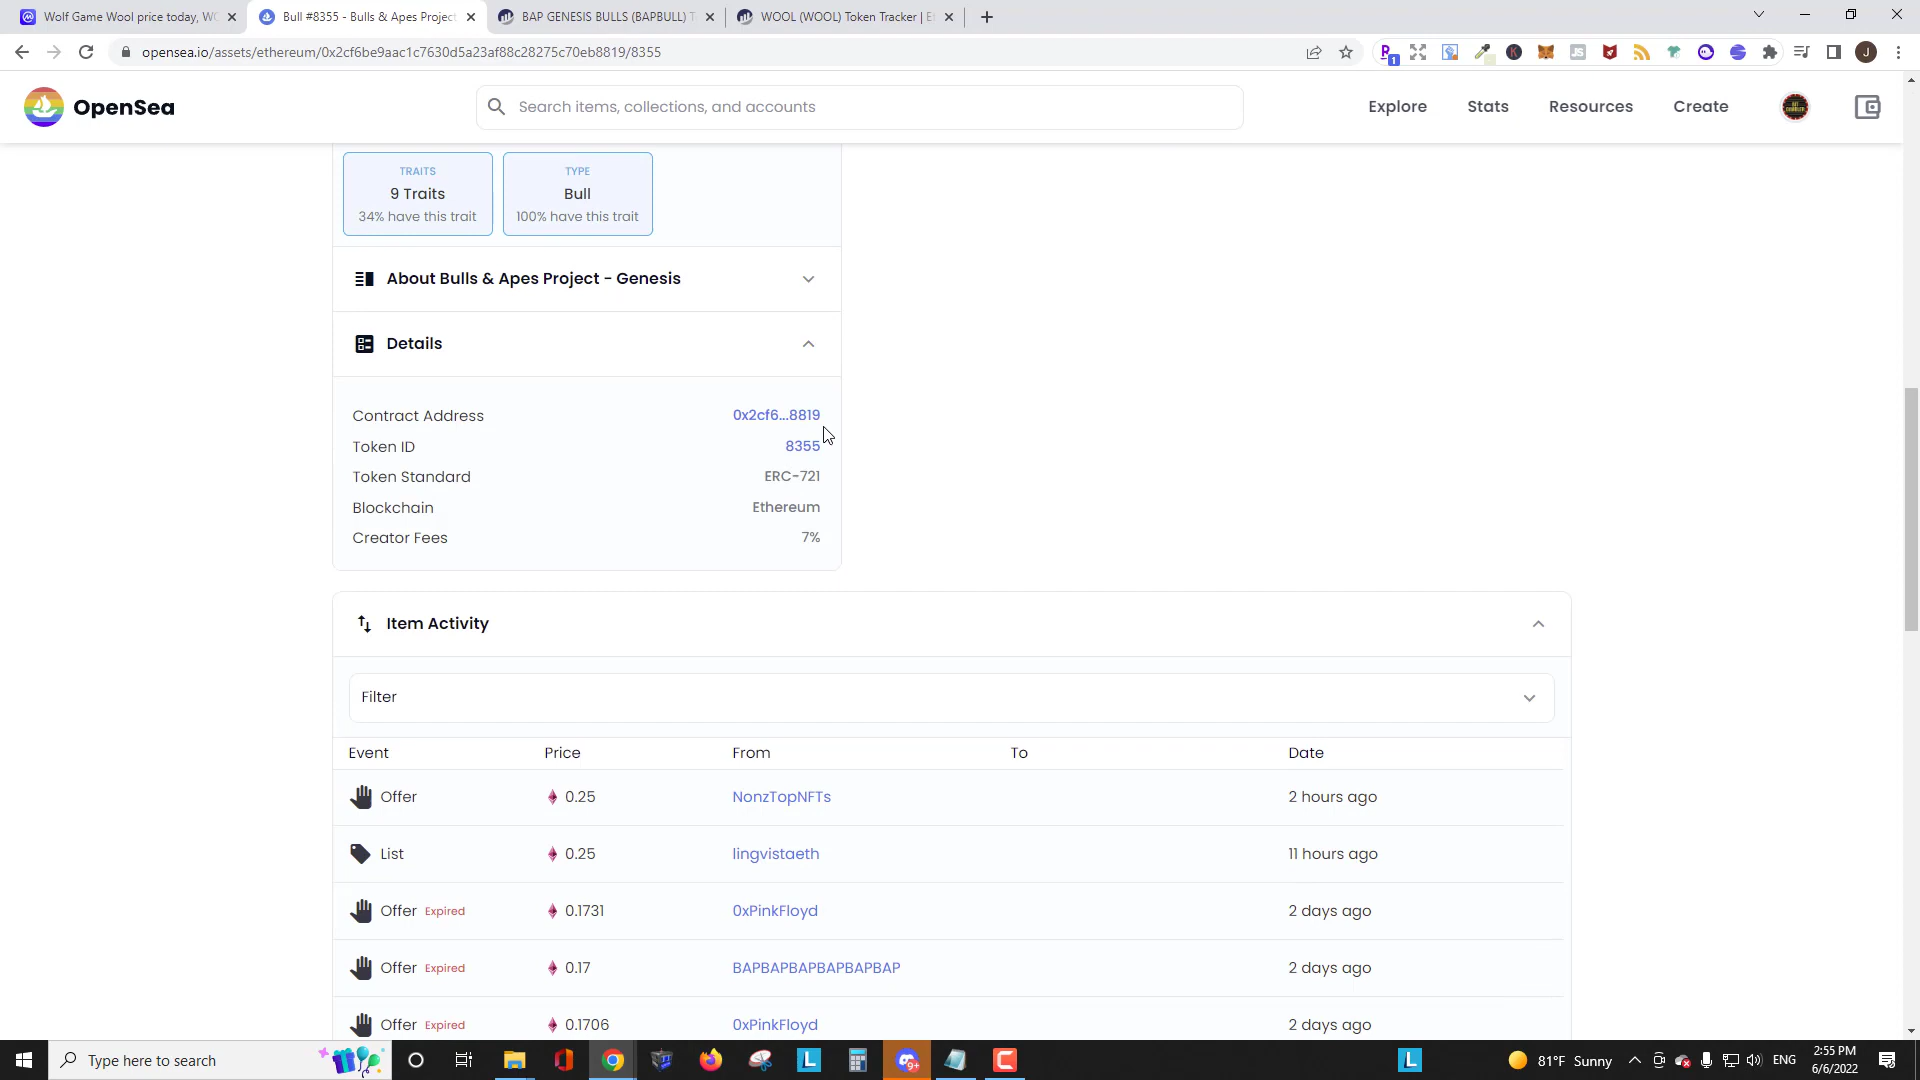 Wolf Game Wool price today, WO
Bull #8355 - Bulls & Apes Project
BAP GENESIS BULLS (BAPBULL) T
WOOL (WOOL) Token Tracker | E
opensea.io/assets/ethereum/0x2cf6be9aac1c7630d5a23af88c28275c70eb8819/8355
1
JS
J
OpenSea
Search items, collections, and accounts
Explore
Stats
Resources
Create
TRAITS
9 Traits
34% have this trait
TYPE
Bull
100% have this trait
About Bulls & Apes Project - Genesis
Details
Contract Address 0x2cf6...8819
Token ID 8355
Token Standard ERC-721
Blockchain Ethereum
Creator Fees 7%
Item Activity
Filter
Event Price From To Date
Offer 0.25 NonzTopNFTs 2 hours ago
List 0.25 lingvistaeth 11 hours ago
Offer Expired 0.1731 0xPinkFloyd 2 days ago
Offer Expired 0.17 BAPBAPBAPBAPBAPBAP 2 days ago
Offer Expired 0.1706 0xPinkFloyd 2 days ago
Type here to search
L
9+
L
81°F Sunny
ENG
2:55 PM
6/6/2022